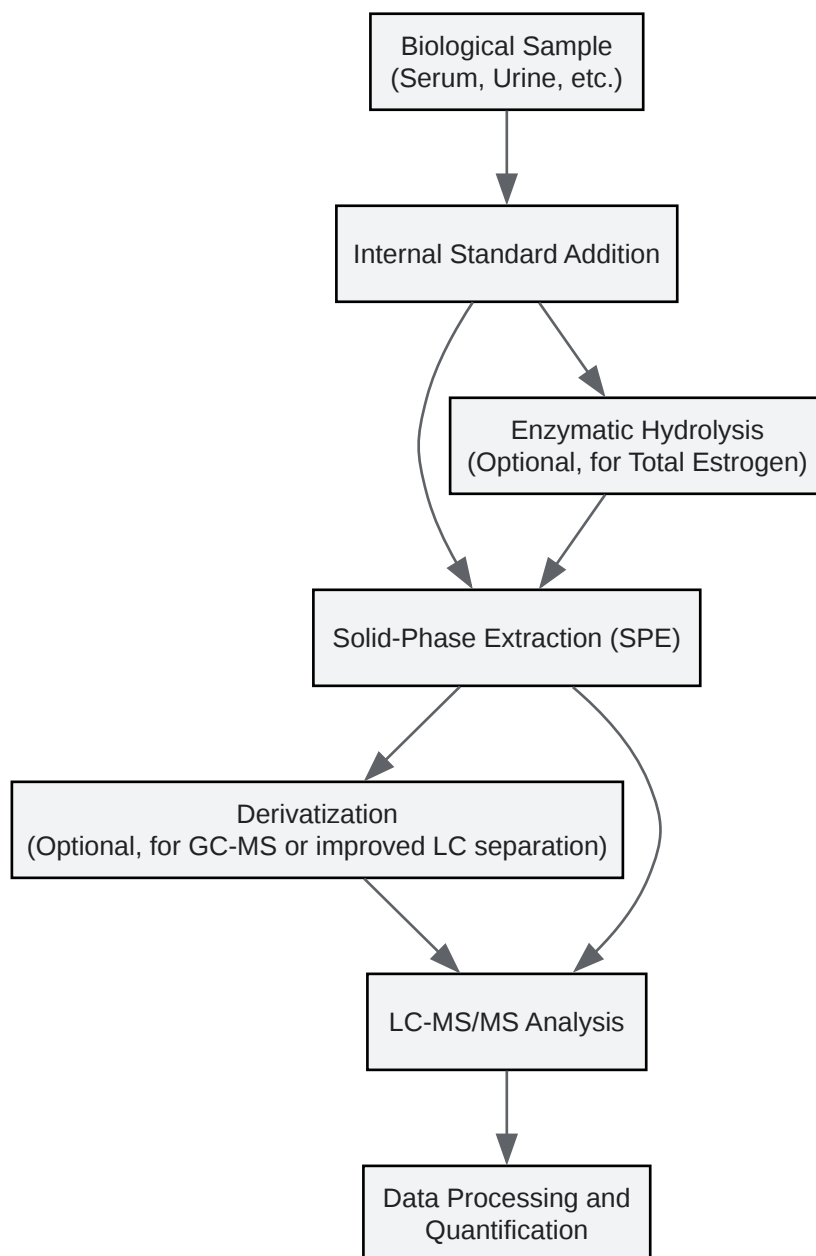 Biological Sample
(Serum, Urine, etc.)
Internal Standard Addition
Enzymatic Hydrolysis
(Optional, for Total Estrogen)
Solid-Phase Extraction (SPE)
Derivatization
(Optional, for GC-MS or improved LC separation)
LC-MS/MS Analysis
Data Processing and
Quantification